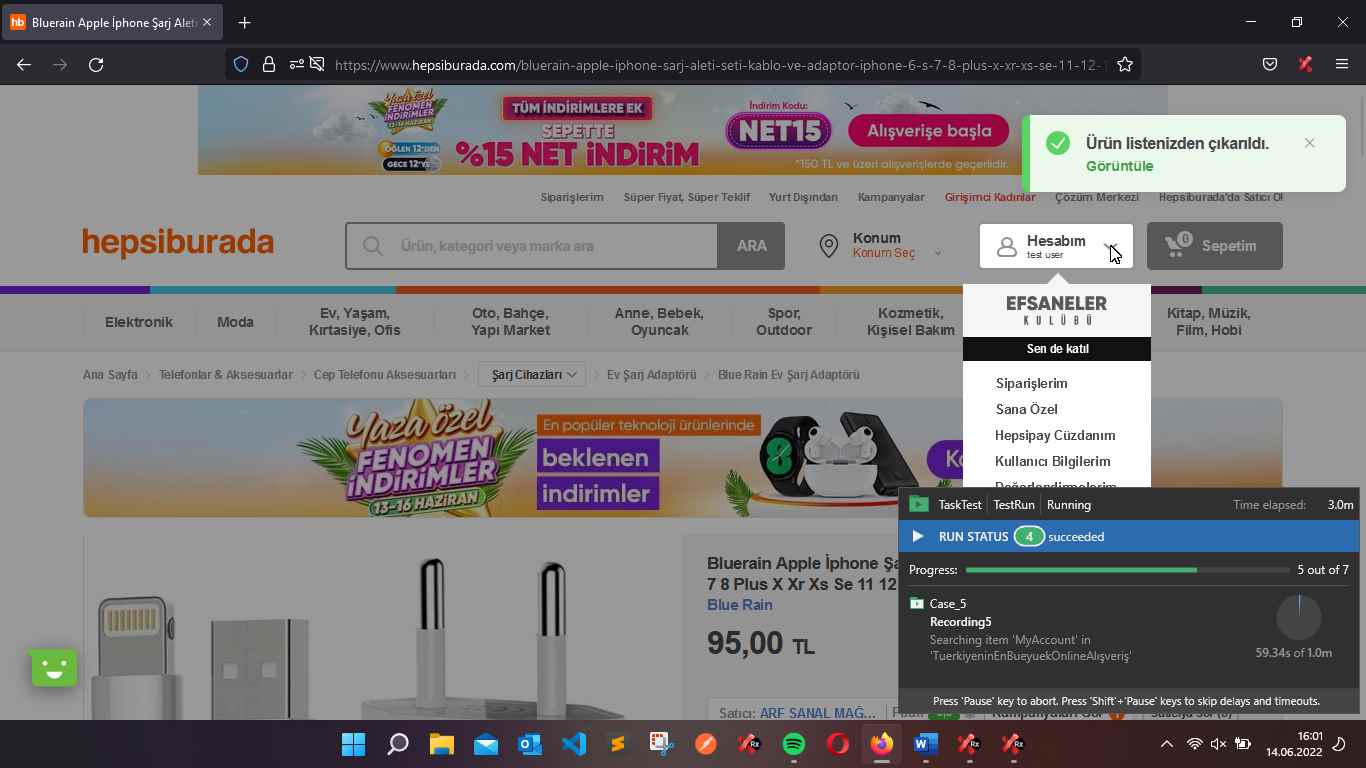 hb Bluerain Apple İphone Şarj Aleti
https://www.hepsiburada.com/bluerain-apple-iphone-sarj-aleti-seti-kablo-ve-adaptor-iphone-6-s-7-8-plus-x-xr-xs-se-11-12-
Yaza özel
FENOMEN
İNDİRİMLER
13-16 HAZİRAN
ÖĞLEN 12'DEN
GECE 12'YE
TÜM İNDİRİMLERE EK
SEPETTE
%15 NET İNDİRİM
İndirim Kodu:
NET15
Alışverişe başla
*150 TL ve üzeri alışverişlerde geçerlidir.
Ürün listenizden çıkarıldı.
Görüntüle
Siparişlerim
Süper Fiyat, Süper Teklif
Yurt Dışından
Kampanyalar
Girişimci Kadınlar
Çözüm Merkezi
Hepsiburada'da Satıcı Ol
hepsiburada
Ürün, kategori veya marka ara
ARA
Konum
Konum Seç
Hesabım
test user
0
Sepetim
Elektronik
Moda
Ev, Yaşam,
Kırtasiye, Ofis
Oto, Bahçe,
Yapı Market
Anne, Bebek,
Oyuncak
Spor,
Outdoor
Kozmetik,
Kişisel Bakım
Kitap, Müzik,
Film, Hobi
EFSANELER
KULÜBÜ
Sen de katıl
Siparişlerim
Sana Özel
Hepsipay Cüzdanım
Kullanıcı Bilgilerim
Değerlendirmelerim
Ana Sayfa
Telefonlar & Aksesuarlar
Cep Telefonu Aksesuarları
Şarj Cihazları
Ev Şarj Adaptörü
Blue Rain Ev Şarj Adaptörü
Yaza özel
FENOMEN
İNDİRİMLER
13-16 HAZİRAN
En popüler teknoloji ürünlerinde
beklenen
indirimler
Bluerain Apple İphone Şa
7 8 Plus X Xr Xs Se 11 12
Blue Rain
95,00 TL
Satıcı: ARF SANAL MAĞ...
TaskTest
TestRun
Running
Time elapsed: 3.0m
RUN STATUS 4 succeeded
Progress: 5 out of 7
Case_5
Recording5
Searching item 'MyAccount' in
'TuerkiyeninEnBueyuekOnlineAlışveriş'
59.34s of 1.0m
Press 'Pause' key to abort. Press 'Shift'+'Pause' keys to skip delays and timeouts.
16:01
14.06.2022